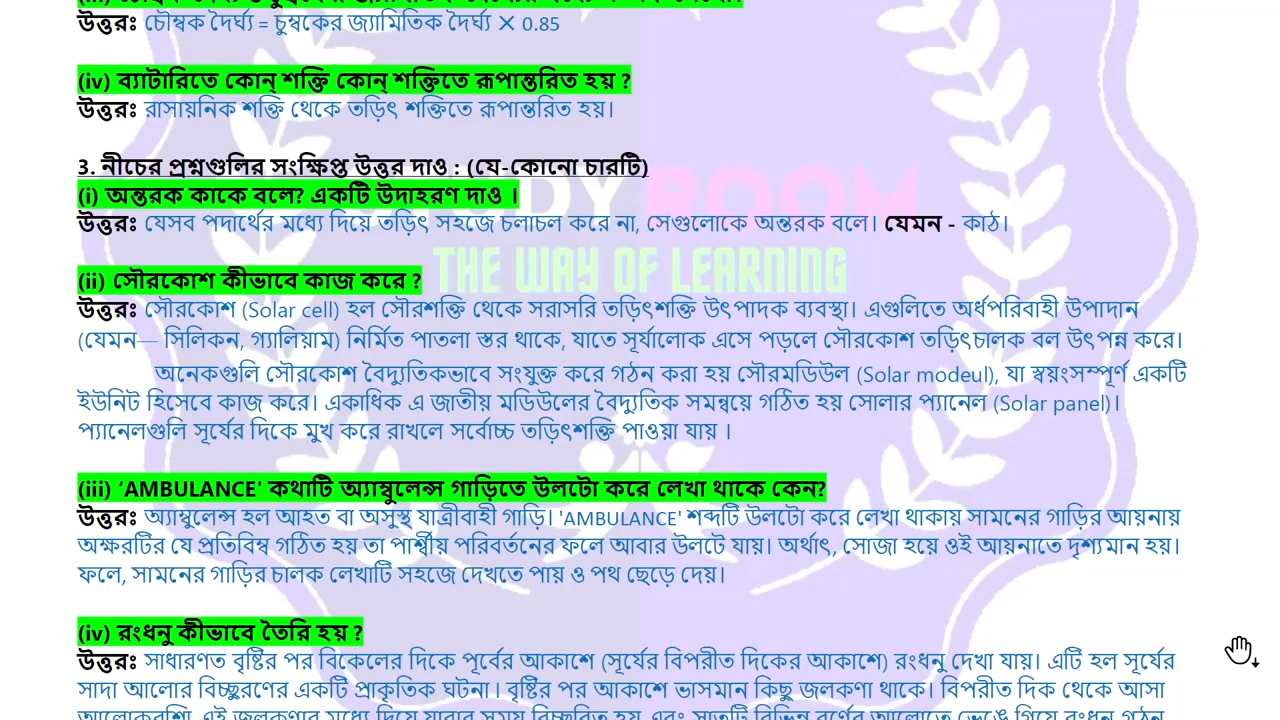 উত্তরঃ চৌম্বক দৈর্ঘ্য = চুম্বকের জ্যামিতিক দৈর্ঘ্য × 0.85
(iv) ব্যাটারিতে কোন্ শক্তি কোন্ শক্তিতে রূপান্তরিত হয় ?
উত্তরঃ রাসায়নিক শক্তি থেকে তড়িৎ শক্তিতে রূপান্তরিত হয়।
3. নীচের প্রশ্নগুলির সংক্ষিপ্ত উত্তর দাও : (যে-কোনো চারটি)
(i) অন্তরক কাকে বলে? একটি উদাহরণ দাও ।
উত্তরঃ যেসব পদার্থের মধ্যে দিয়ে তড়িৎ সহজে চলাচল করে না, সেগুলোকে অন্তরক বলে। যেমন - কাঠ।
THE WAY OF LEARNING
(ii) সৌরকোশ কীভাবে কাজ করে ?
উত্তরঃ সৌরকোশ (Solar cell) হল সৌরশক্তি থেকে সরাসরি তড়িৎশক্তি উৎপাদক ব্যবস্থা। এগুলিতে অর্ধপরিবাহী উপাদান
(যেমন— সিলিকন, গ্যালিয়াম) নির্মিত পাতলা স্তর থাকে, যাতে সূর্যালোক এসে পড়লে সৌরকোশ তড়িৎচালক বল উৎপন্ন করে।
অনেকগুলি সৌরকোশ বৈদ্যুতিকভাবে সংযুক্ত করে গঠন করা হয় সৌরমডিউল (Solar modeul), যা স্বয়ংসম্পূর্ণ একটি
ইউনিট হিসেবে কাজ করে। একাধিক এ জাতীয় মডিউলের বৈদ্যুতিক সমন্বয়ে গঠিত হয় সোলার প্যানেল (Solar panel)।
প্যানেলগুলি সূর্যের দিকে মুখ করে রাখলে সর্বোচ্চ তড়িৎশক্তি পাওয়া যায় ।
(iii) ‘AMBULANCE' কথাটি অ্যাম্বুলেন্স গাড়িতে উলটো করে লেখা থাকে কেন?
উত্তরঃ অ্যাম্বুলেন্স হল আহত বা অসুস্থ যাত্রীবাহী গাড়ি। 'AMBULANCE' শব্দটি উলটো করে লেখা থাকায় সামনের গাড়ির আয়নায়
অক্ষরটির যে প্রতিবিম্ব গঠিত হয় তা পার্শ্বীয় পরিবর্তনের ফলে আবার উলটে যায়। অর্থাৎ, সোজা হয়ে ওই আয়নাতে দৃশ্যমান হয়।
ফলে, সামনের গাড়ির চালক লেখাটি সহজে দেখতে পায় ও পথ ছেড়ে দেয়।
(iv) রংধনু কীভাবে তৈরি হয় ?
উত্তরঃ সাধারণত বৃষ্টির পর বিকেলের দিকে পূর্বের আকাশে (সূর্যের বিপরীত দিকের আকাশে) রংধনু দেখা যায়। এটি হল সূর্যের
সাদা আলোর বিচ্ছুরণের একটি প্রাকৃতিক ঘটনা। বৃষ্টির পর আকাশে ভাসমান কিছু জলকণা থাকে। বিপরীত দিক থেকে আসা